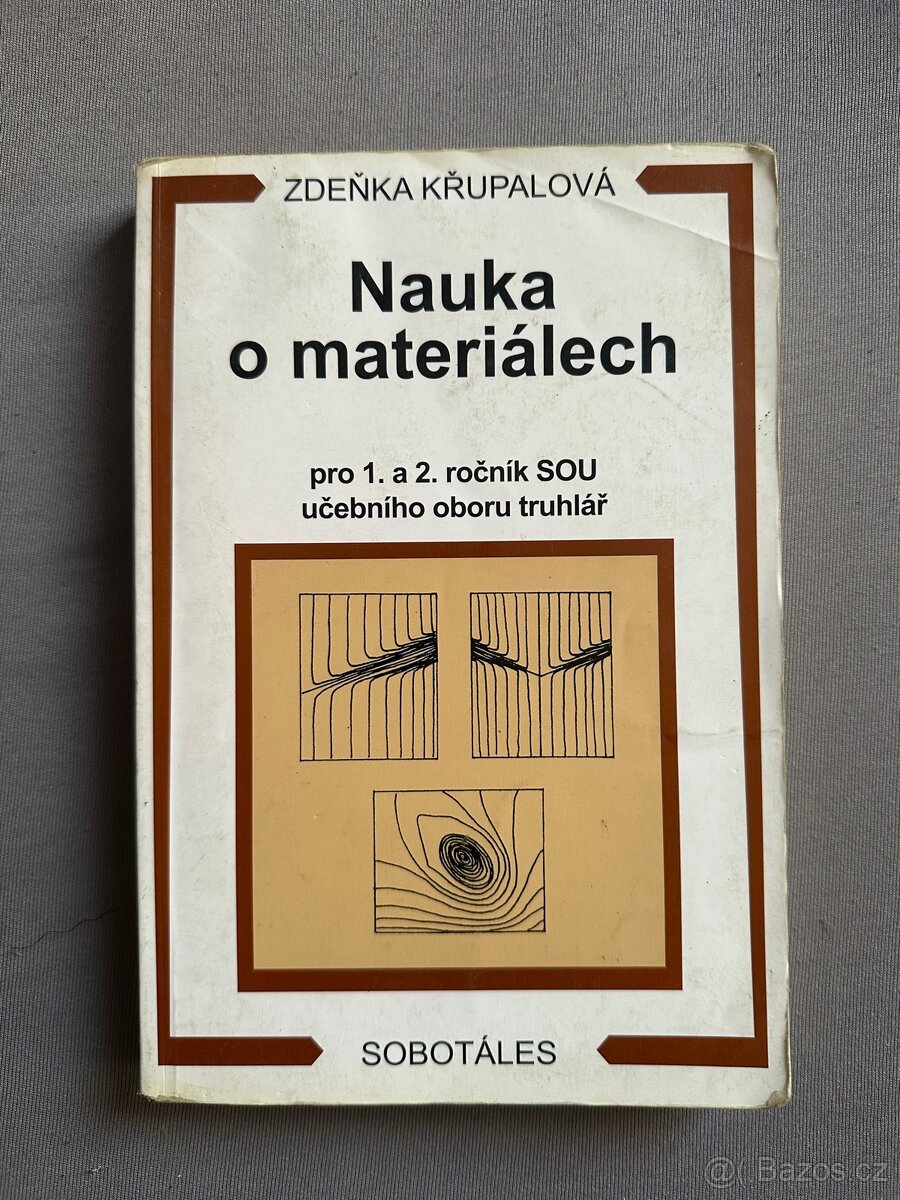 ZDEŇKA KŘUPALOVÁ
Nauka
o materiálech
pro 1. a 2. ročník SOU
učebního oboru truhlář
SOBOTÁLES
@( Bazos.cz